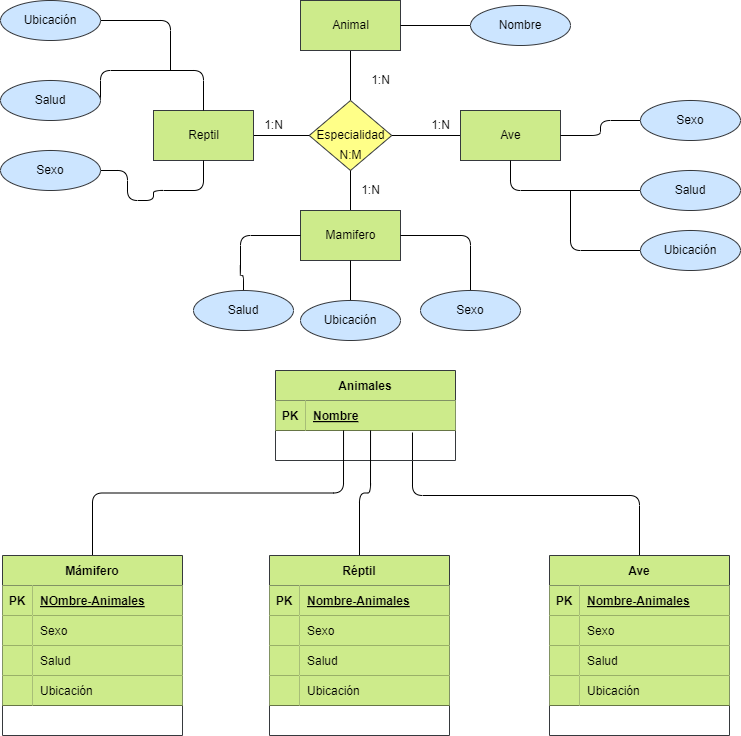 Ubicación
Animal
Nombre
1:N
Salud
Reptil
1:N
Especialidad
N:M
1:N
Ave
Sexo
Sexo
1:N
Salud
Mamifero
Ubicación
Salud
Ubicación
Sexo
Animales
PK Nombre
Mámifero
PK NOmbre-Animales
Sexo
Salud
Ubicación
Réptil
PK Nombre-Animales
Sexo
Salud
Ubicación
Ave
PK Nombre-Animales
Sexo
Salud
Ubicación